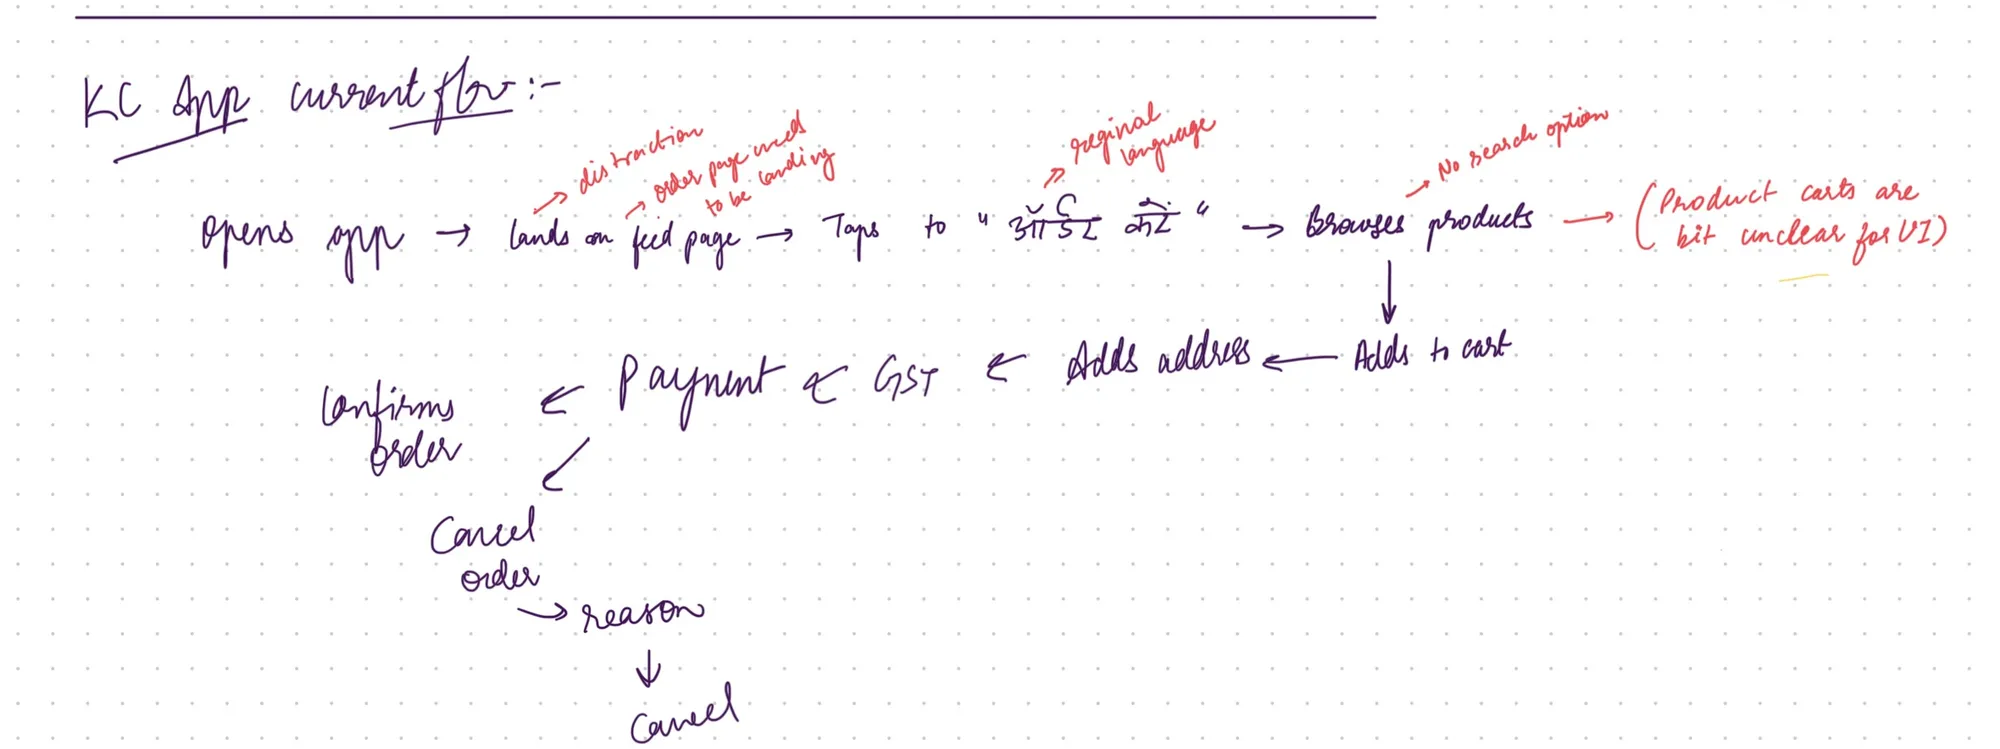 KC App current flow :-
→ distraction
→ order page needs
to be landing
→ reginal
language
→ No search option
opens app → lands on feed page → Taps to "ऑर्डर करें" → Browses products → (Product carts are
bit unclear for UI)
Confirms
order ← Payment ← GST ← Adds address ← Adds to cart
Cancel
order
→ reason
Cancel